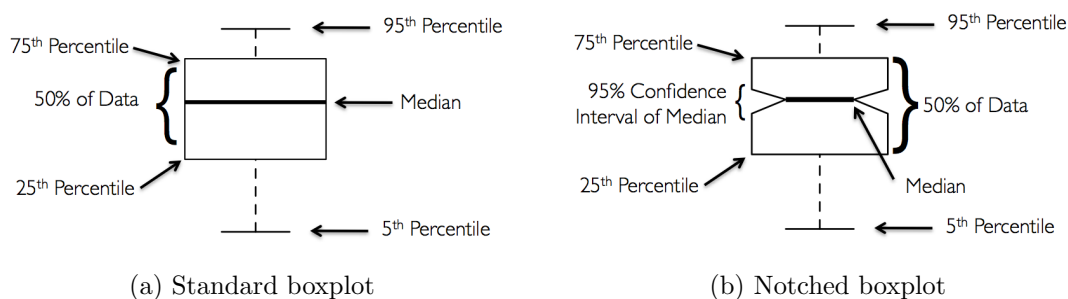 95th Percentile
75th Percentile
50% of Data
Median
25th Percentile
5th Percentile
(a) Standard boxplot
95th Percentile
75th Percentile
95% Confidence
Interval of Median
50% of Data
25th Percentile
Median
5th Percentile
(b) Notched boxplot